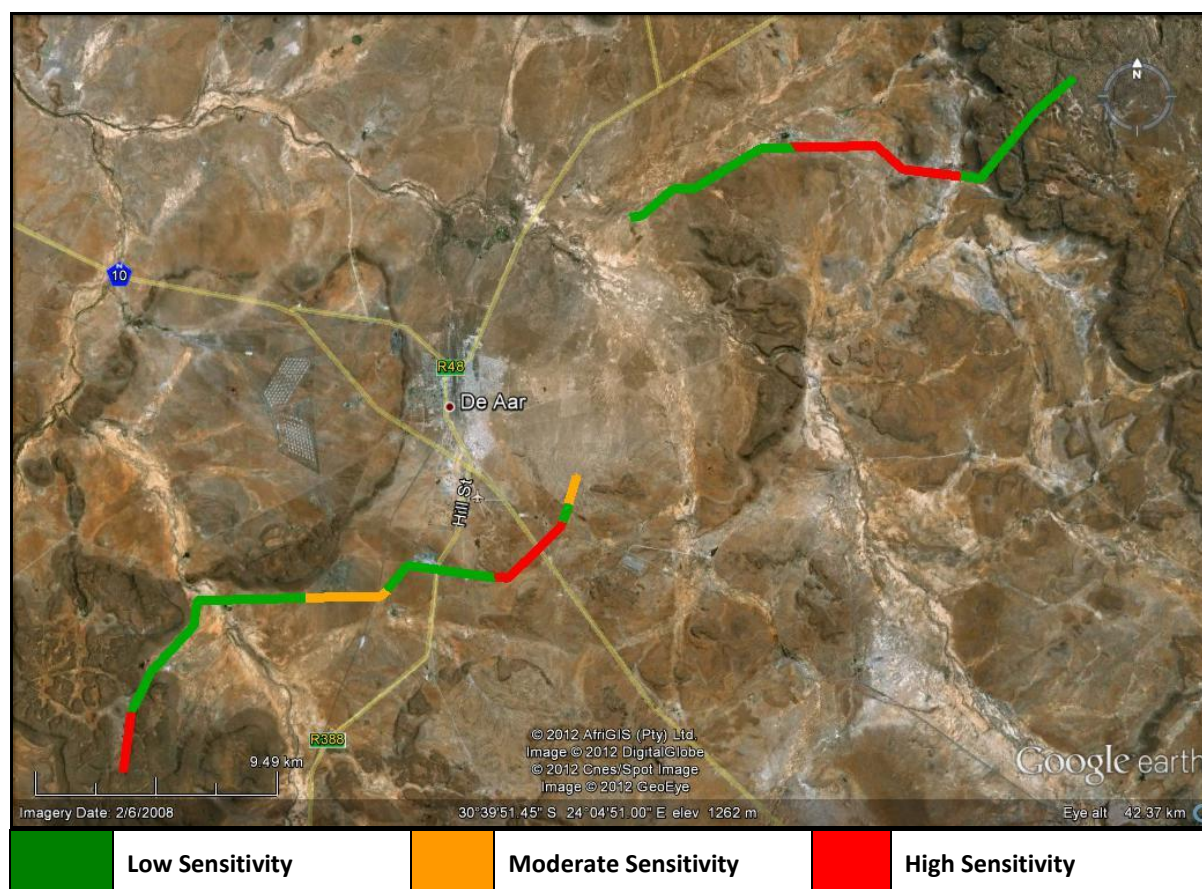 N
10
R48
De Aar
Hill St
R388
9.49 km
© 2012 AfriGIS (Pty) Ltd.
Image © 2012 DigitalGlobe
© 2012 Cnes/Spot Image
Image © 2012 GeoEye
Google earth
Imagery Date: 2/6/2008
30°39'51.45" S 24°04'51.00" E elev 1262 m
Eye alt 42.37 km
Low Sensitivity
Moderate Sensitivity
High Sensitivity